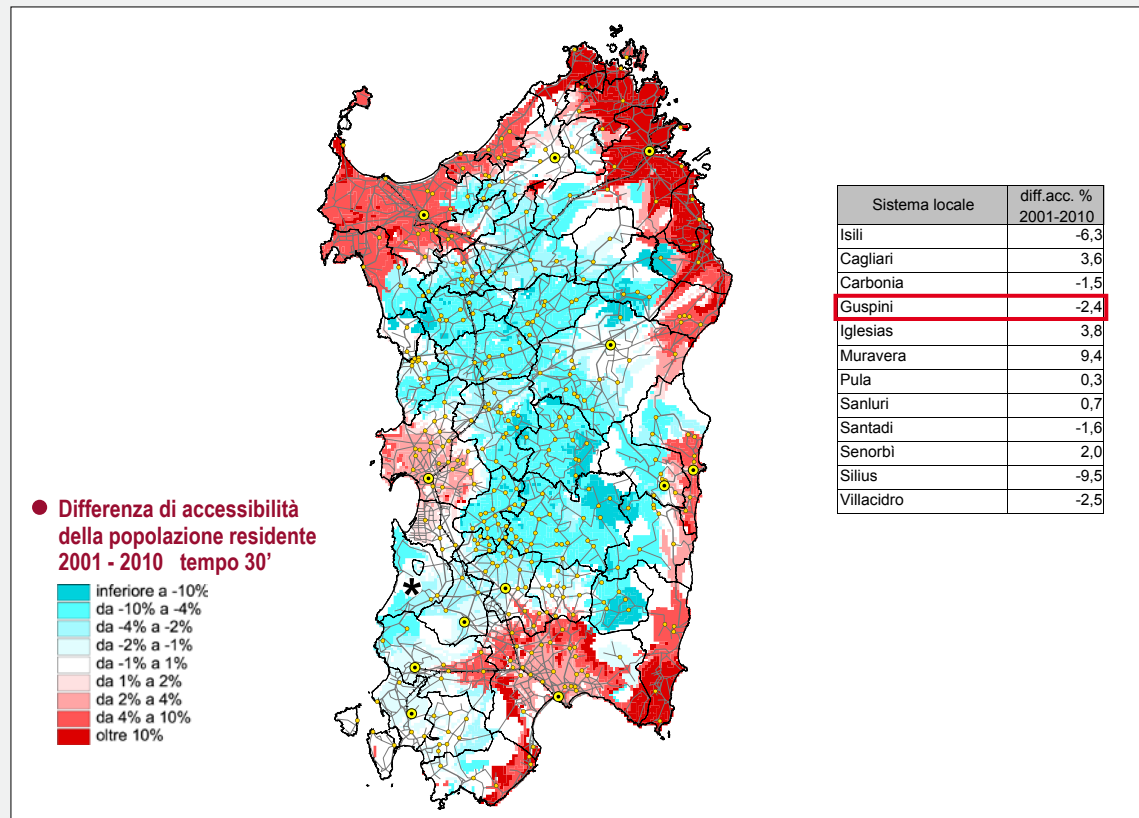 Sistema locale diff.acc. % 2001-2010
Isili -6,3
Cagliari 3,6
Carbonia -1,5
Guspini -2,4
Iglesias 3,8
Muravera 9,4
Pula 0,3
Sanluri 0,7
Santadi -1,6
Senorbì 2,0
Silius -9,5
Villacidro -2,5
● Differenza di accessibilità
della popolazione residente
2001 - 2010 tempo 30'
inferiore a -10%
da -10% a -4%
da -4% a -2%
da -2% a -1%
da -1% a 1%
da 1% a 2%
da 2% a 4%
da 4% a 10%
oltre 10%
*